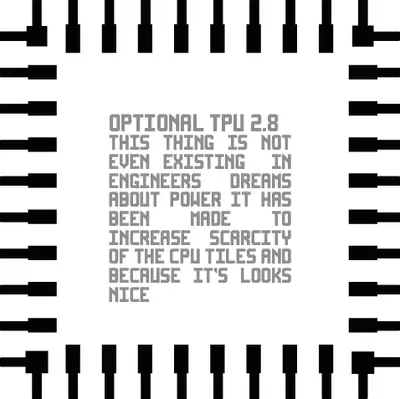 OPTIONAL TPU 2.8
THIS THING IS NOT
EVEN EXISTING IN
ENGINEERS DREAMS
ABOUT POWER IT HAS
BEEN MADE TO
INCREASE SCARCITY
OF THE CPU TILES AND
BECAUSE IT'S LOOKS
NICE